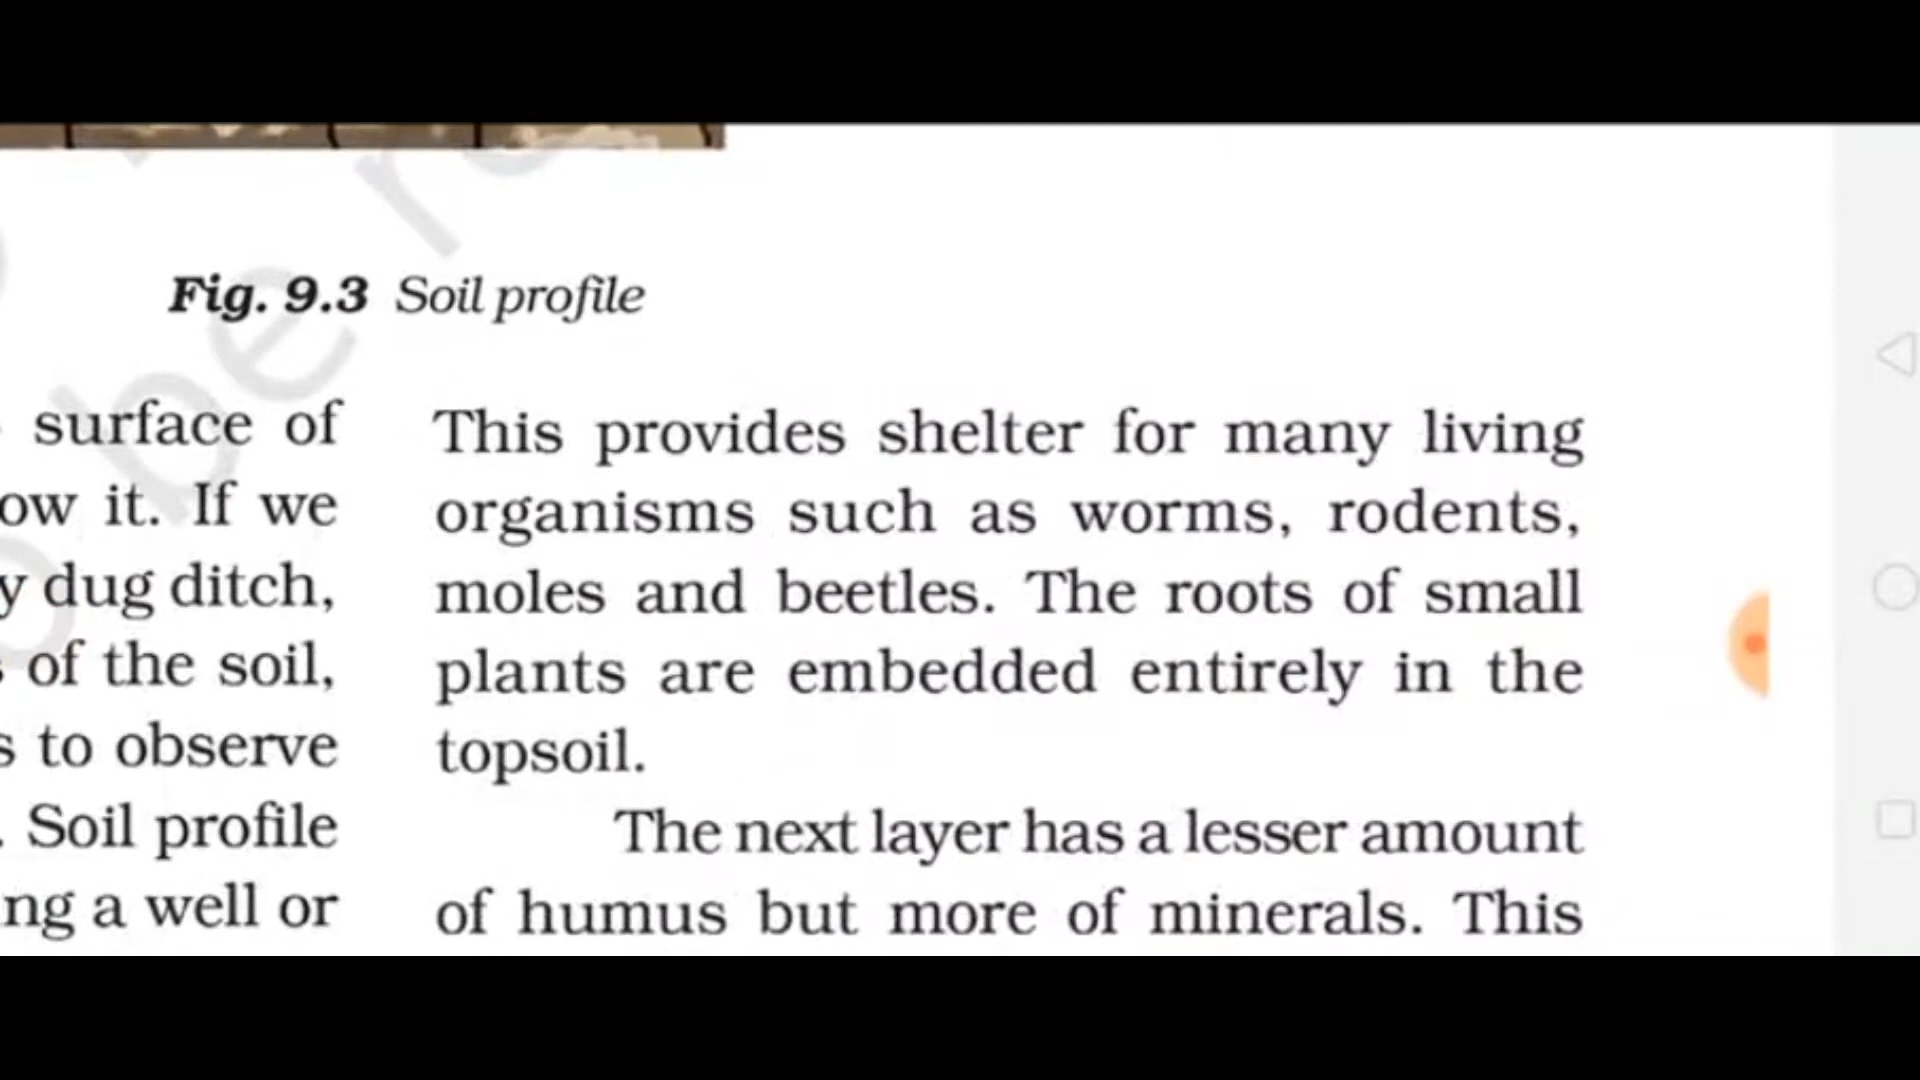 Fig. 9.3 Soil profile
surface of
ow it. If we
y dug ditch,
of the soil,
s to observe
. Soil profile
ng a well or
This provides shelter for many living
organisms such as worms, rodents,
moles and beetles. The roots of small
plants are embedded entirely in the
topsoil.
The next layer has a lesser amount
of humus but more of minerals. This